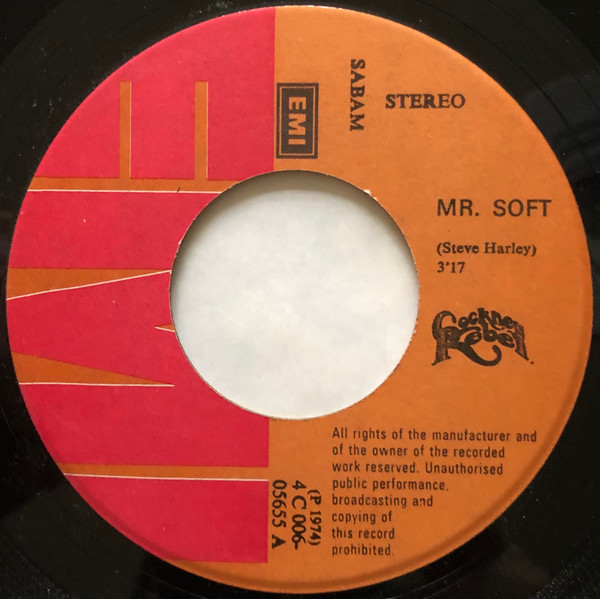 EMI
SABAM
STEREO
MR. SOFT
(Steve Harley)
3'17
Cockney
Rebel
All rights of the manufacturer and
of the owner of the recorded
work reserved. Unauthorised
public performance,
broadcasting and
copying of
this record
prohibited.
(P 1974)
4 C 006-
05655 A